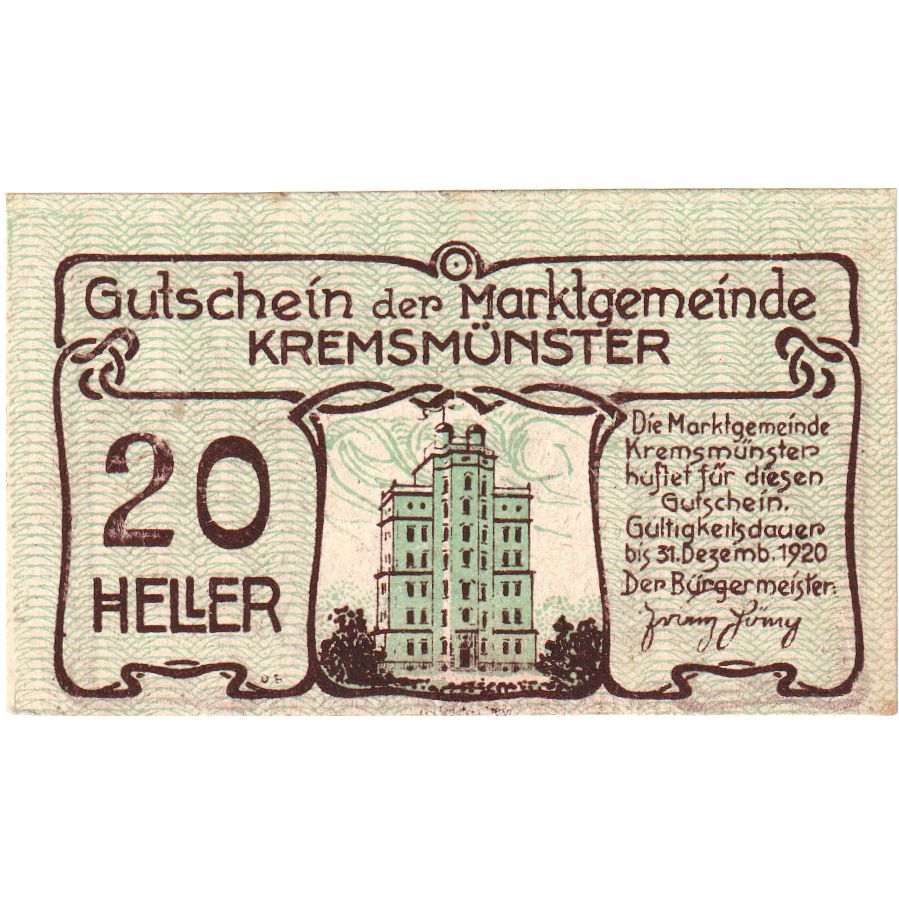 Gutschein der Marktgemeinde
KREMSMÜNSTER
20
HELLER
Die Marktgemeinde
Kremsmünster
haftet für diesen
Gutschein.
Gültigkeitsdauer
bis 31. Dezemb. 1920
Der Bürgermeister:
Franz